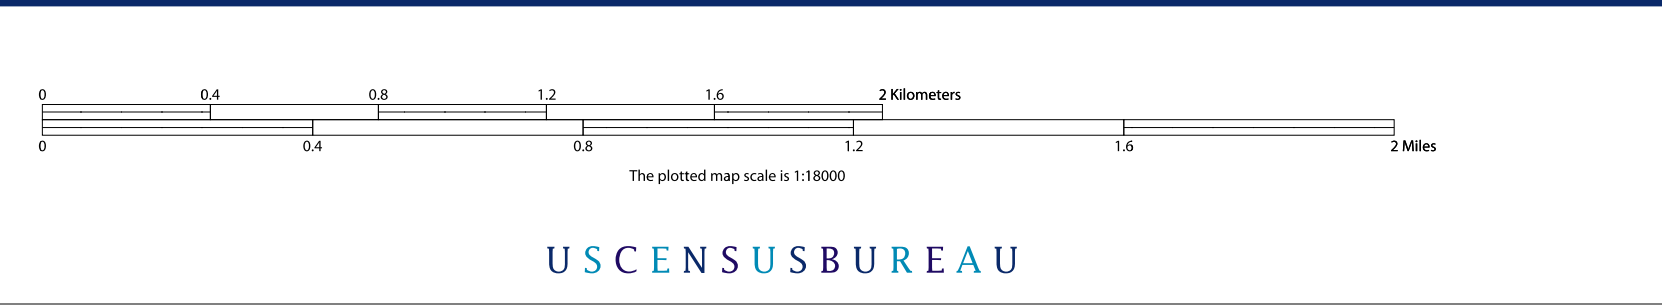 0 0.4 0.8 1.2 1.6 2 Kilometers
0 0.4 0.8 1.2 1.6 2 Miles
The plotted map scale is 1:18000
USCENSUSBUREAU